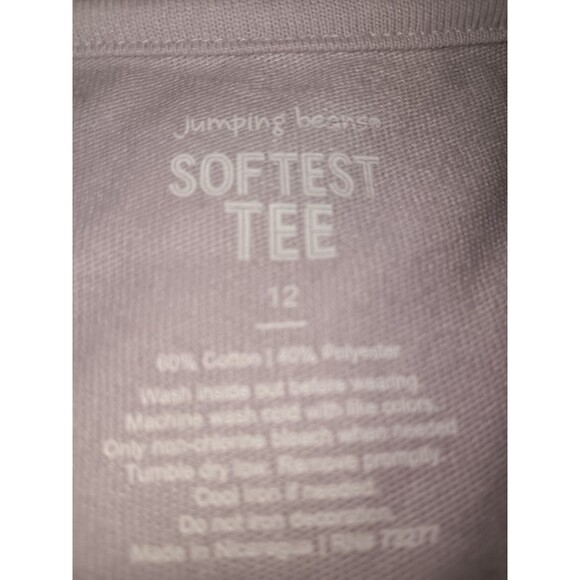 jumping beans®
SOFTEST
TEE
12
60% Cotton | 40% Polyester
Wash inside out before wearing.
Machine wash cold with like colors.
Only non-chlorine bleach when needed.
Tumble dry low. Remove promptly.
Cool iron if needed.
Do not iron decoration.
Made in Nicaragua | RN# 73277